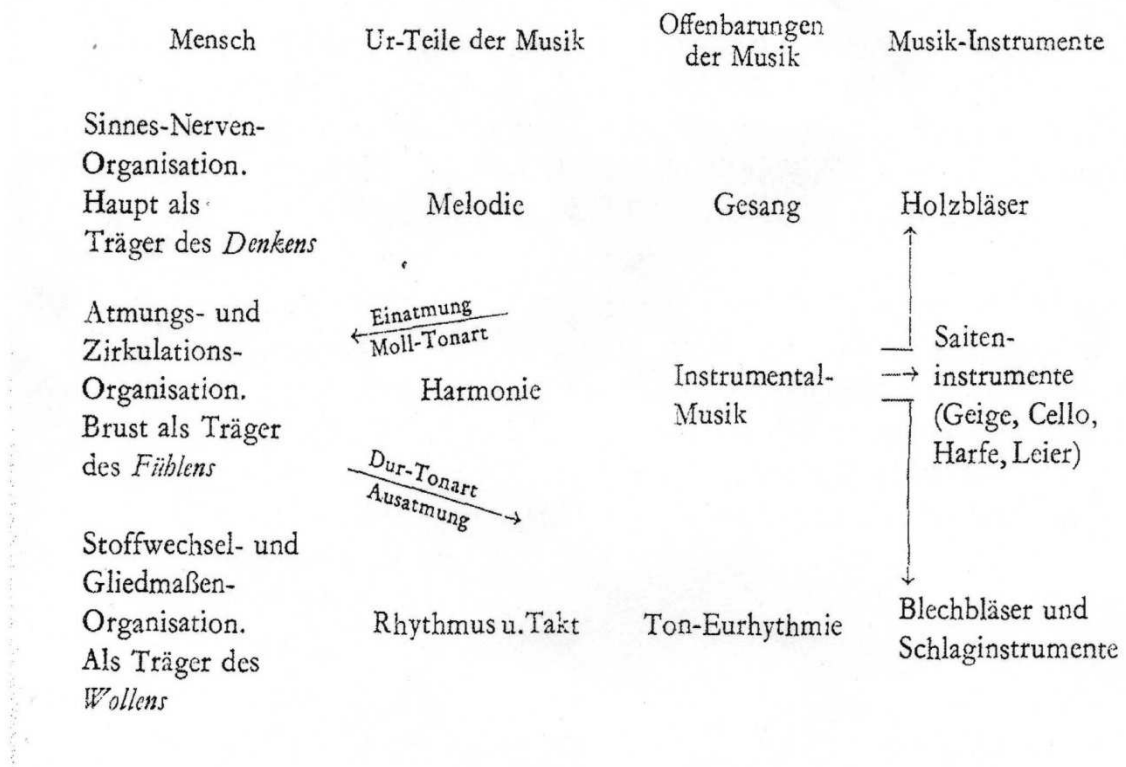 Mensch
Ur-Teile der Musik
Offenbarungen
der Musik
Musik-Instrumente
Sinnes-Nerven-
Organisation.
Haupt als
Träger des Denkens
Melodie
Gesang
Holzbläser
Atmungs- und
Zirkulations-
Organisation.
Brust als Träger
des Fühlens
Einatmung
Moll-Tonart
Harmonie
Dur-Tonart
Ausatmung
Instrumental-
Musik
Saiten-
instrumente
(Geige, Cello,
Harfe, Leier)
Stoffwechsel- und
Gliedmaßen-
Organisation.
Als Träger des
Wollens
Rhythmus u. Takt
Ton-Eurhythmie
Blechbläser und
Schlaginstrumente